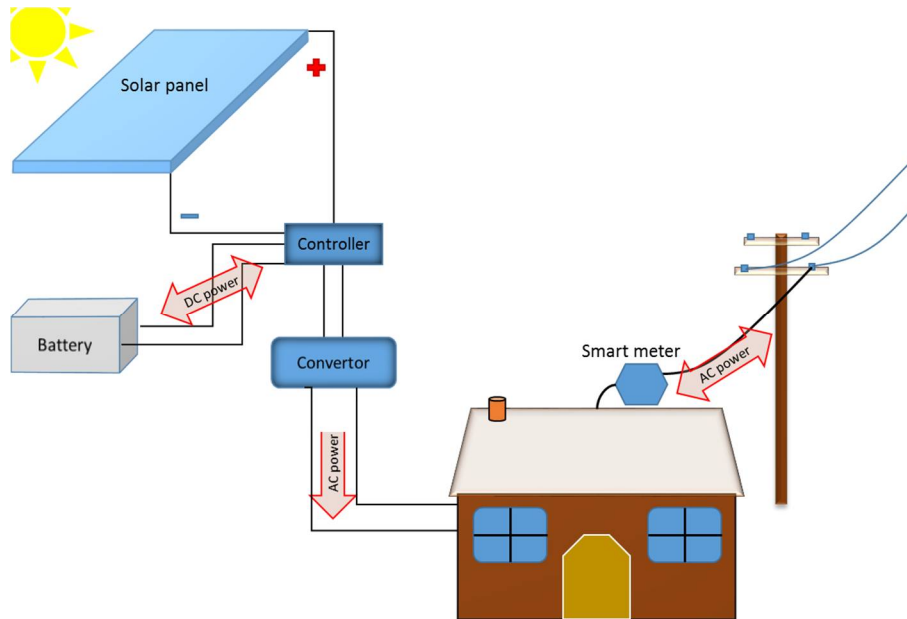 Solar panel
Controller
DC power
Battery
Convertor
Smart meter
AC power
AC power